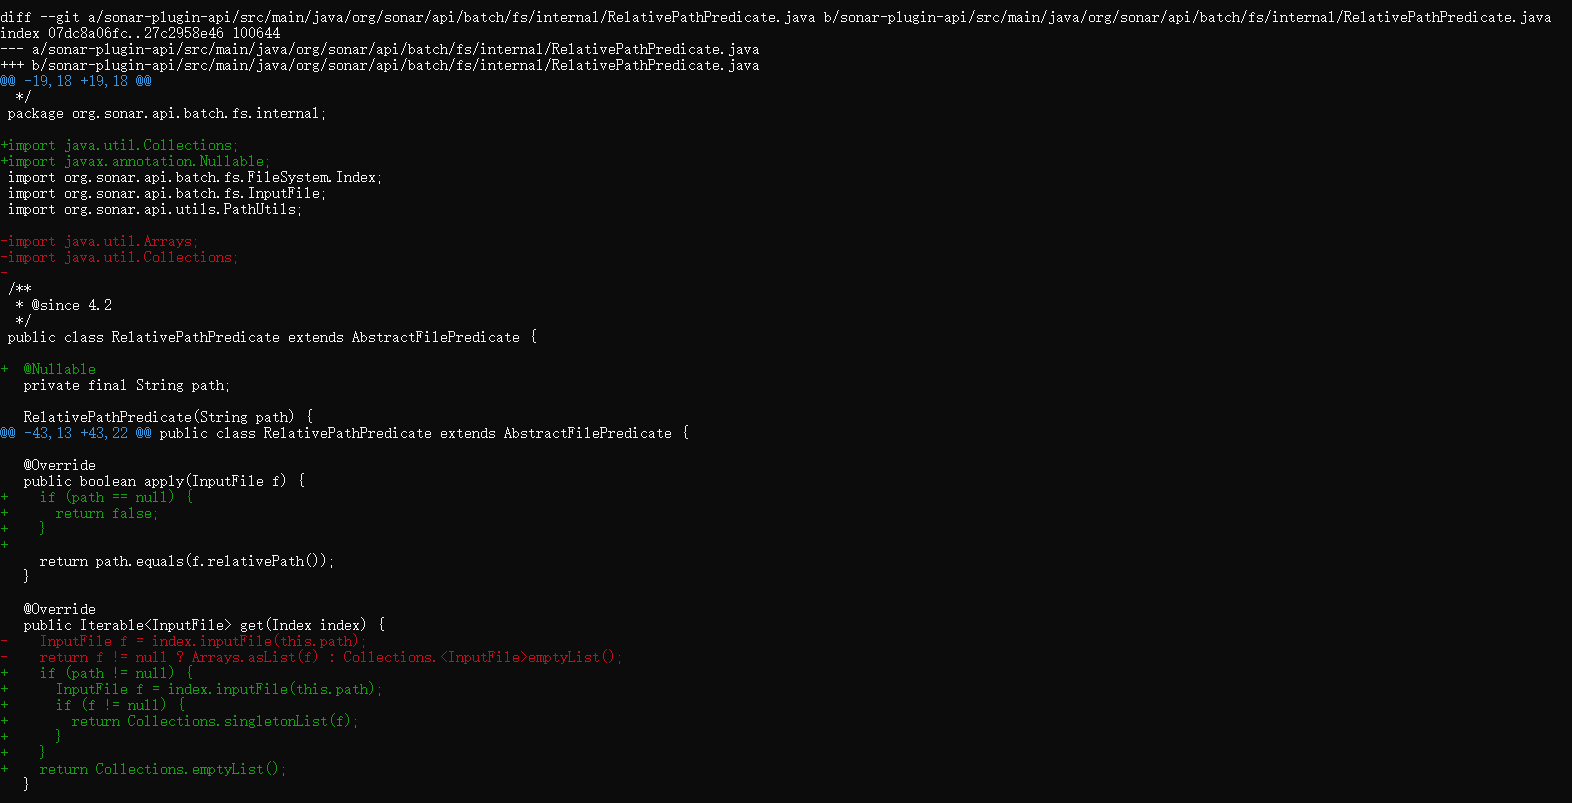 diff --git a/sonar-plugin-api/src/main/java/org/sonar/api/batch/fs/internal/RelativePathPredicate.java b/sonar-plugin-api/src/main/java/org/sonar/api/batch/fs/internal/RelativePathPredicate.java
index 07dc8a06fc..27c2958e46 100644
--- a/sonar-plugin-api/src/main/java/org/sonar/api/batch/fs/internal/RelativePathPredicate.java
+++ b/sonar-plugin-api/src/main/java/org/sonar/api/batch/fs/internal/RelativePathPredicate.java
@@ -19,18 +19,18 @@
  */
 package org.sonar.api.batch.fs.internal;

+import java.util.Collections;
+import javax.annotation.Nullable;
 import org.sonar.api.batch.fs.FileSystem.Index;
 import org.sonar.api.batch.fs.InputFile;
 import org.sonar.api.utils.PathUtils;

-import java.util.Arrays;
-import java.util.Collections;
-
 /**
  * @since 4.2
  */
 public class RelativePathPredicate extends AbstractFilePredicate {

+  @Nullable
   private final String path;

   RelativePathPredicate(String path) {
@@ -43,13 +43,22 @@ public class RelativePathPredicate extends AbstractFilePredicate {

   @Override
   public boolean apply(InputFile f) {
+    if (path == null) {
+      return false;
+    }
+
     return path.equals(f.relativePath());
   }

   @Override
   public Iterable<InputFile> get(Index index) {
-    InputFile f = index.inputFile(this.path);
-    return f != null ? Arrays.asList(f) : Collections.<InputFile>emptyList();
+    if (path != null) {
+      InputFile f = index.inputFile(this.path);
+      if (f != null) {
+        return Collections.singletonList(f);
+      }
+    }
+    return Collections.emptyList();
   }